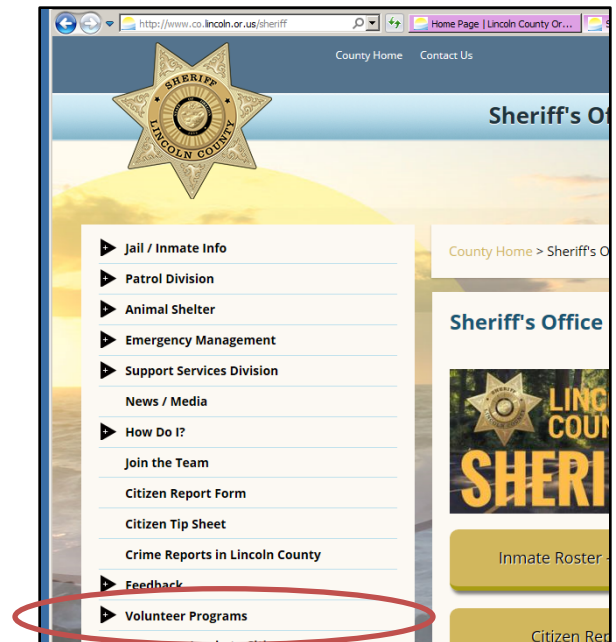 http://www.co.lincoln.or.us/sheriff
Home Page | Lincoln County Or...
County Home Contact Us
SHERIFF
LINCOLN COUNTY
Sheriff's Of
County Home > Sheriff's O
Jail / Inmate Info
Patrol Division
Animal Shelter
Emergency Management
Support Services Division
News / Media
How Do I?
Join the Team
Citizen Report Form
Citizen Tip Sheet
Crime Reports in Lincoln County
Feedback
Volunteer Programs
Sheriff's Office
LINC
COUN
SHERI
Inmate Roster -
Citizen Rep